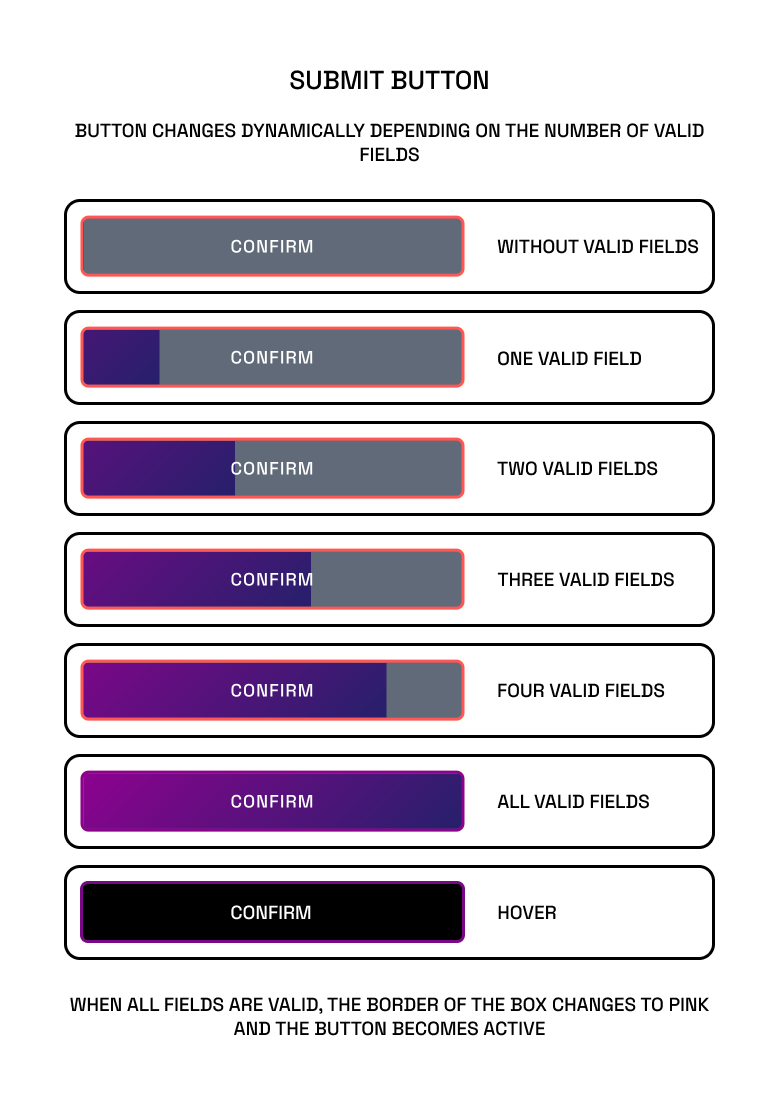 SUBMIT BUTTON
BUTTON CHANGES DYNAMICALLY DEPENDING ON THE NUMBER OF VALID
FIELDS
CONFIRM WITHOUT VALID FIELDS
CONFIRM ONE VALID FIELD
CONFIRM TWO VALID FIELDS
CONFIRM THREE VALID FIELDS
CONFIRM FOUR VALID FIELDS
CONFIRM ALL VALID FIELDS
CONFIRM HOVER
WHEN ALL FIELDS ARE VALID, THE BORDER OF THE BOX CHANGES TO PINK
AND THE BUTTON BECOMES ACTIVE